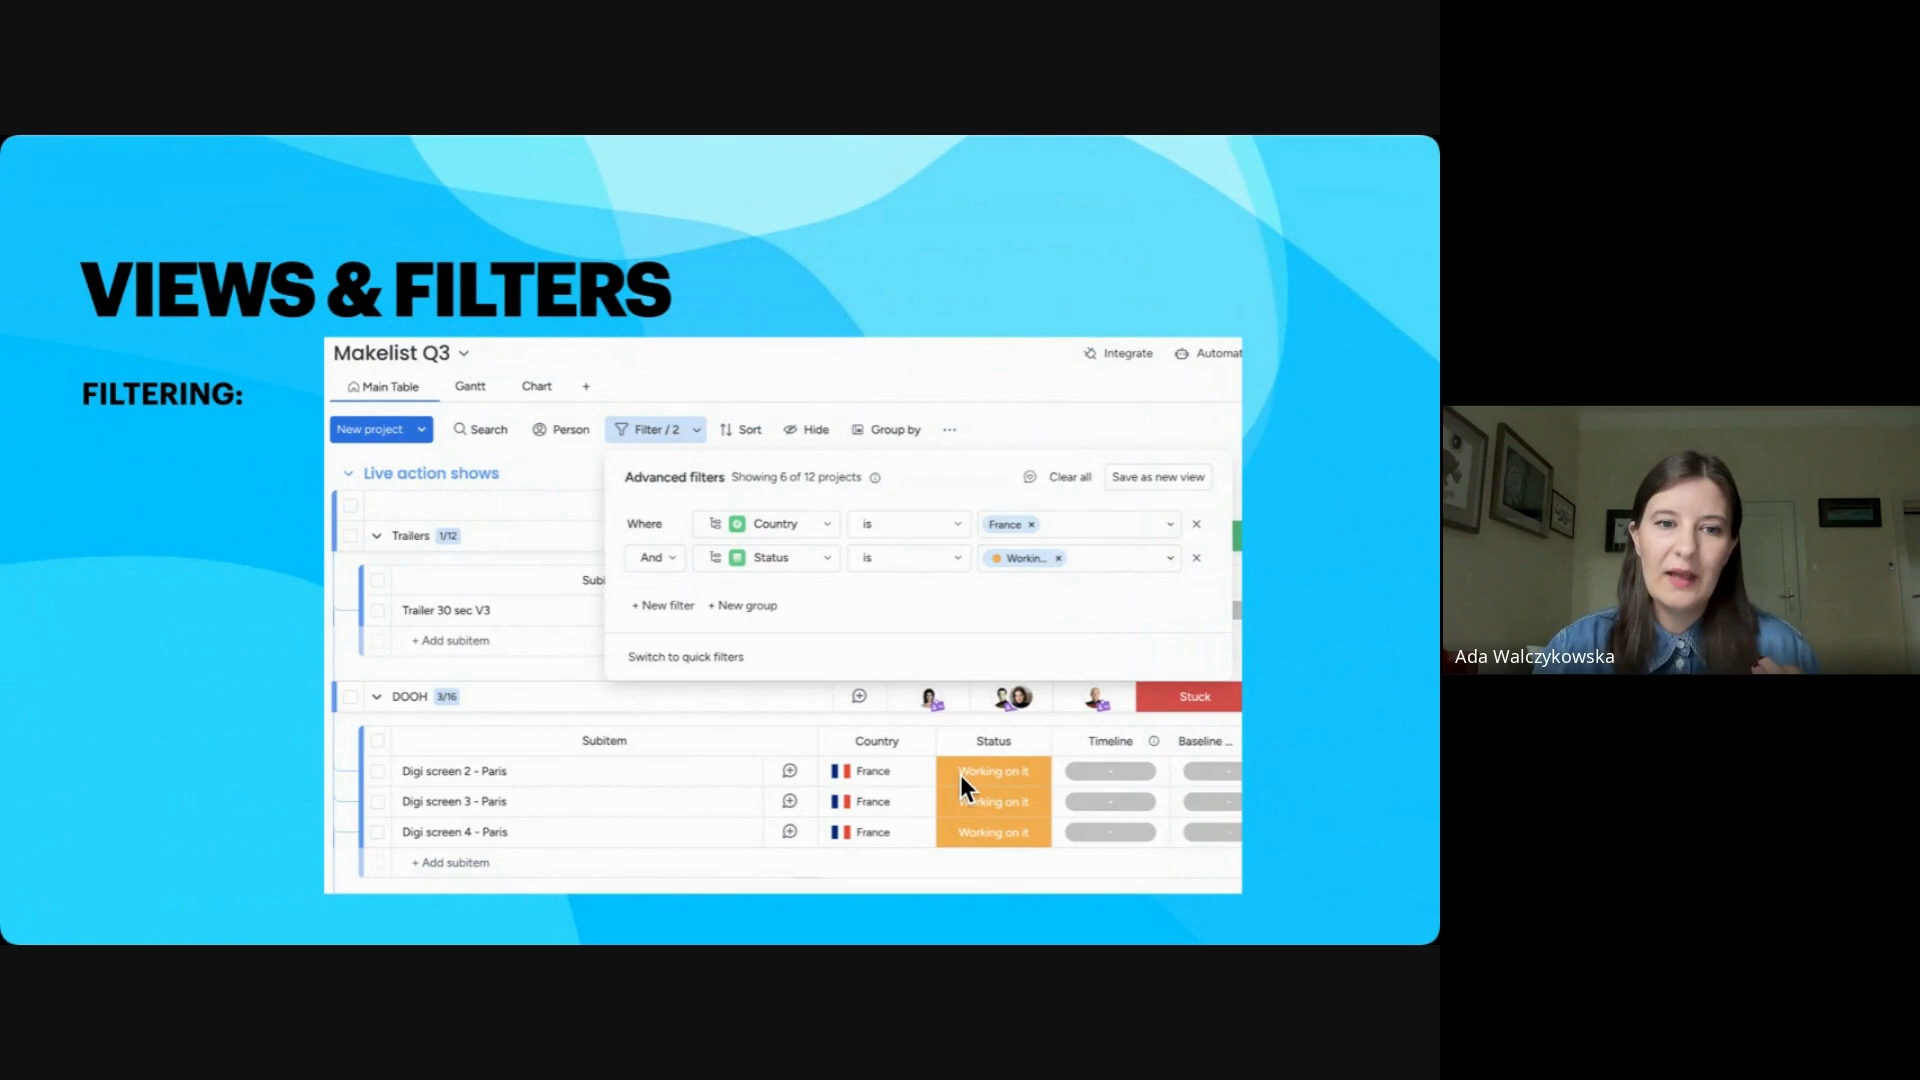 VIEWS & FILTERS
FILTERING:
Makelist Q3
Integrate
Automat
Main Table
Gantt
Chart
+
New project
Search
Person
Filter / 2
Sort
Hide
Group by
...
Live action shows
Advanced filters Showing 6 of 12 projects
Clear all
Save as new view
Where
Country
is
France ×
And
Status
is
Workin... ×
+ New filter
+ New group
Switch to quick filters
Trailers 1/12
Subi
Trailer 30 sec V3
+ Add subitem
DOOH 3/16
Stuck
Subitem
Country
Status
Timeline
Baseline ...
Digi screen 2 - Paris
France
Working on it
-
-
Digi screen 3 - Paris
France
Working on it
-
-
Digi screen 4 - Paris
France
Working on it
-
-
+ Add subitem
Ada Walczykowska